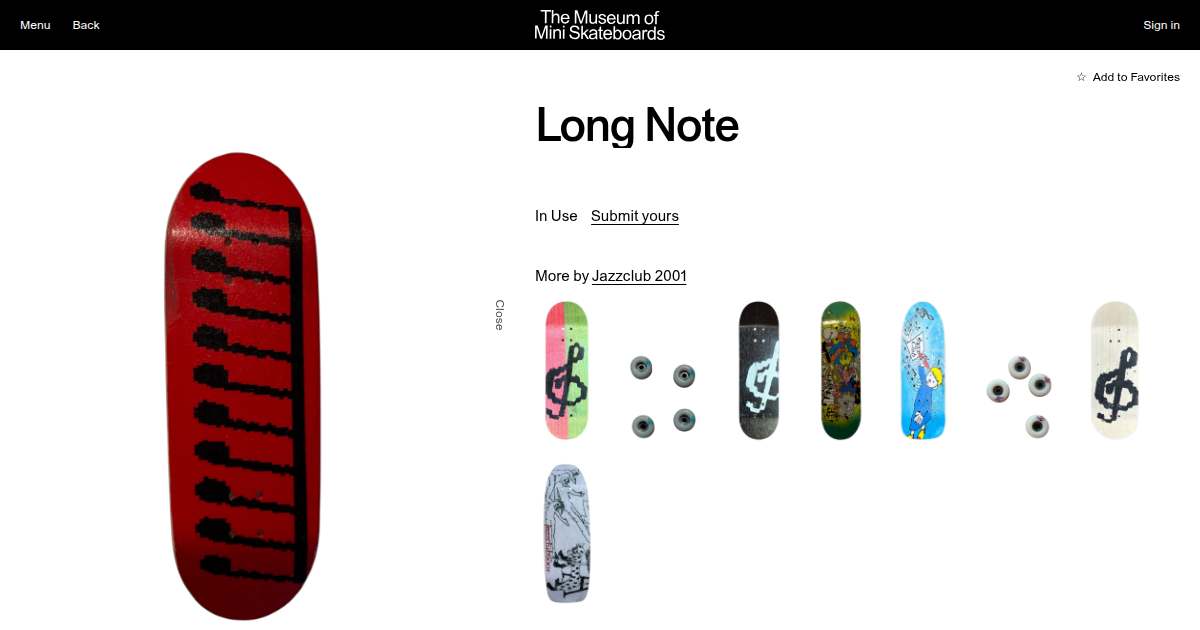 Menu
Back
The Museum of
Mini Skateboards
Sign in
☆ Add to Favorites
Long Note
In Use Submit yours
More by Jazzclub 2001
Close